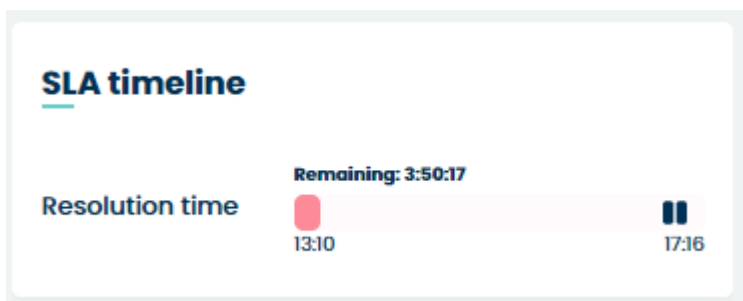 SLA timeline
Remaining: 3:50:17
Resolution time
13:10
17:16